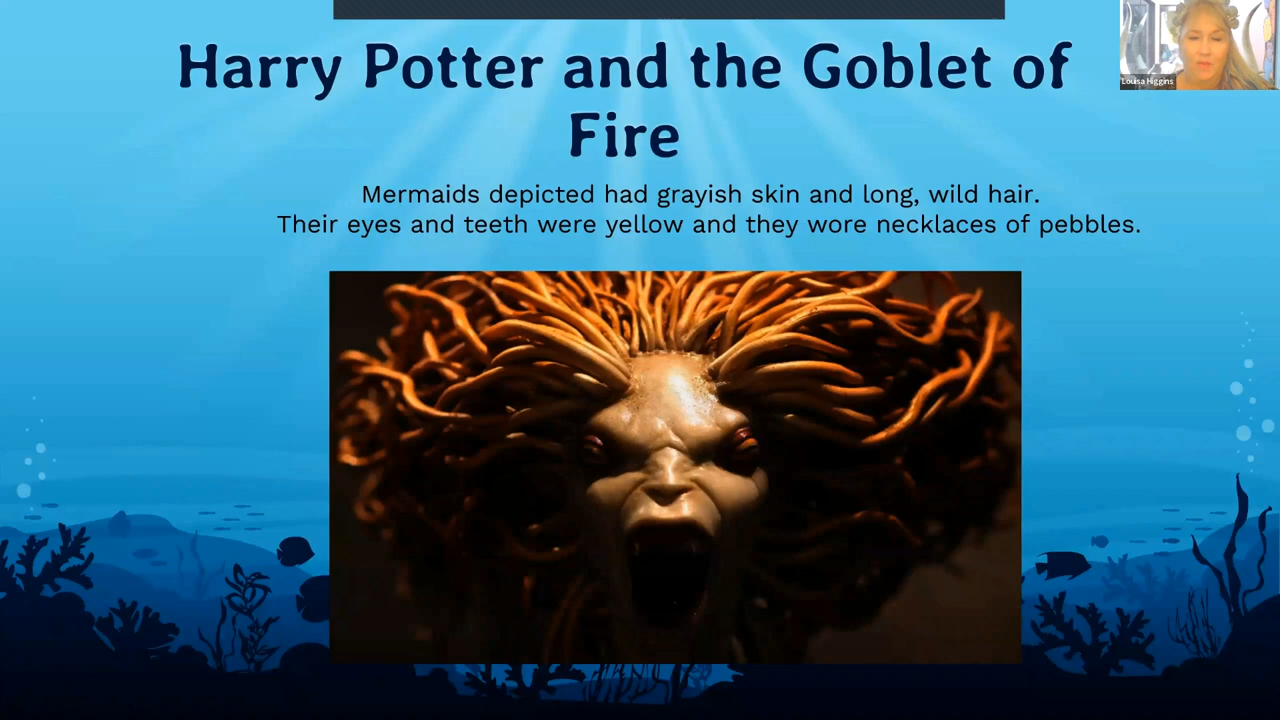 Harry Potter and the Goblet of
Fire
Louisa Higgins
Mermaids depicted had grayish skin and long, wild hair.
Their eyes and teeth were yellow and they wore necklaces of pebbles.